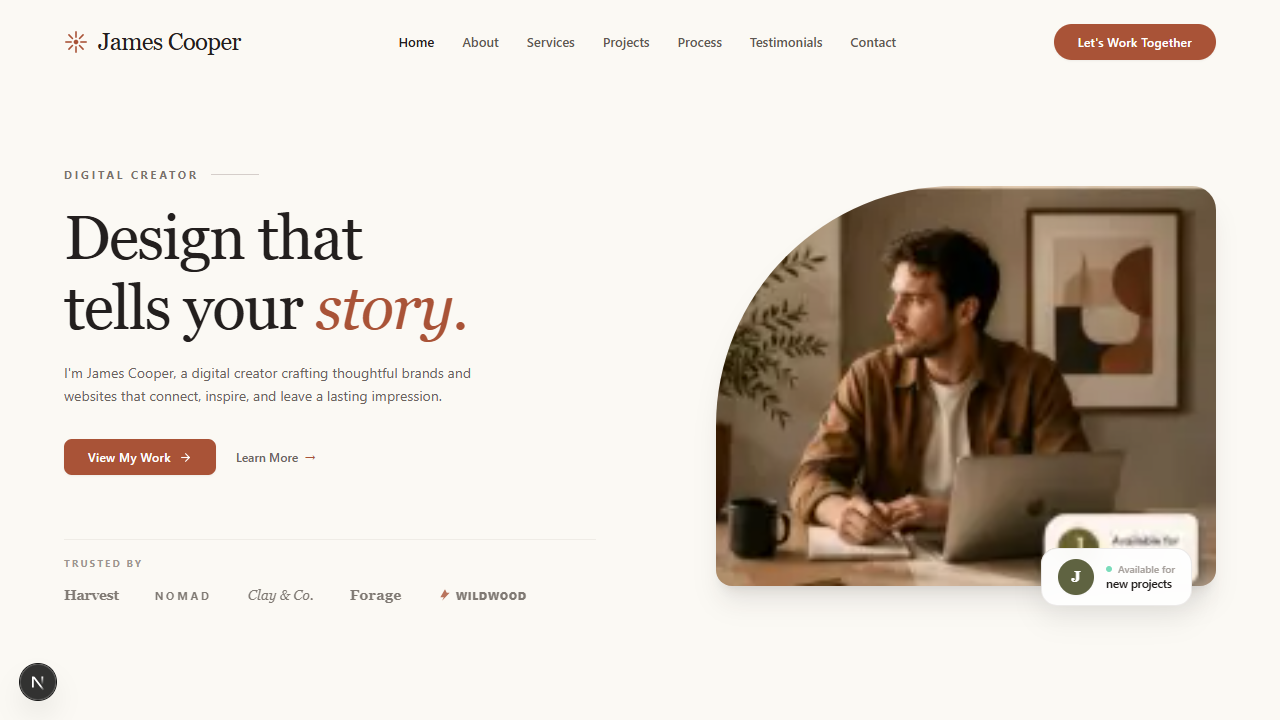 James Cooper
Home About Services Projects Process Testimonials Contact
Let's Work Together
DIGITAL CREATOR
Design that
tells your story.
I'm James Cooper, a digital creator crafting thoughtful brands and
websites that connect, inspire, and leave a lasting impression.
View My Work →
Learn More →
TRUSTED BY
Harvest NOMAD Clay & Co. Forage WILDWOOD
J Available for
J Available for
new projects
N